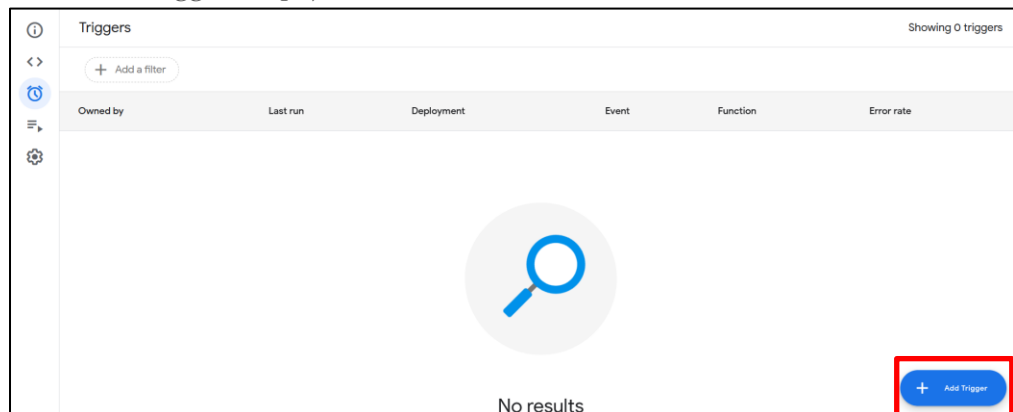 Triggers
Showing 0 triggers
+ Add a filter
Owned by Last run Deployment Event Function Error rate
No results
+ Add Trigger